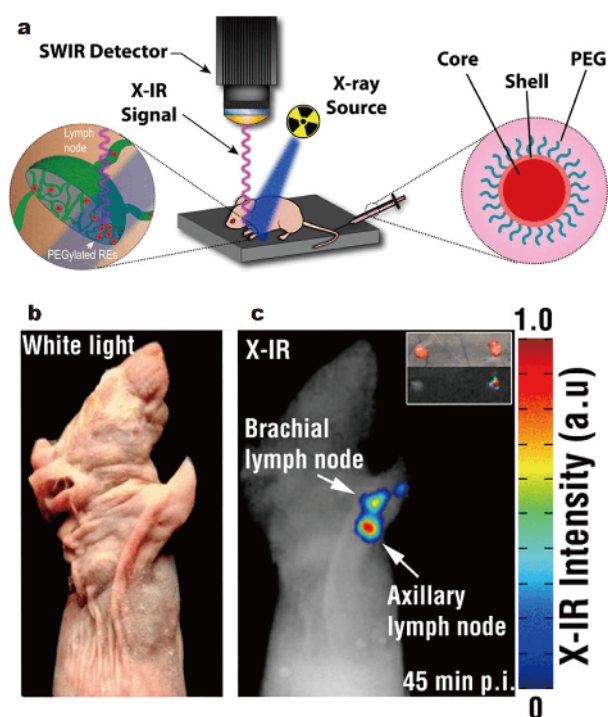 a
SWIR Detector
X-IR
Signal
X-ray
Source
Core
Shell
PEG
Lymph
node
PEGylated REs
b
White light
c
X-IR
Brachial
lymph node
Axillary
lymph node
45 min p.i.
1.0
X-IR Intensity (a.u)
0